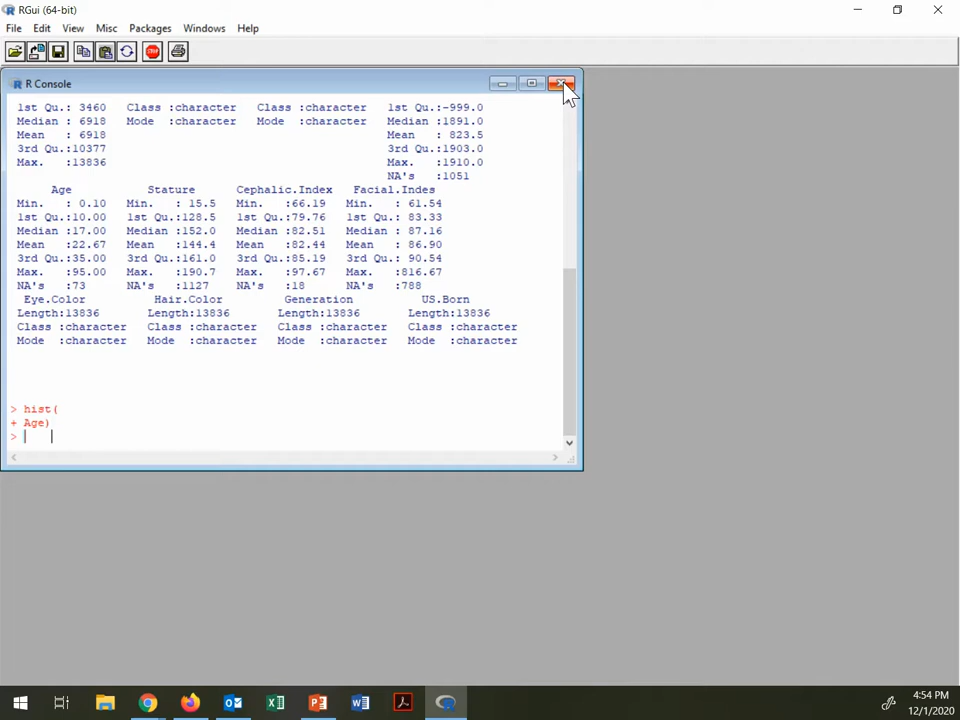 RGui (64-bit)
File Edit View Misc Packages Windows Help
STOP
R Console
1st Qu.: 3460 Class :character Class :character 1st Qu.:-999.0
Median : 6918 Mode :character Mode :character Median :1891.0
Mean : 6918 Mean : 823.5
3rd Qu.:10377 3rd Qu.:1903.0
Max. :13836 Max. :1910.0
NA's :1051
Age Stature Cephalic.Index Facial.Indes
Min. : 0.10 Min. : 15.5 Min. :66.19 Min. : 61.54
1st Qu.:10.00 1st Qu.:128.5 1st Qu.:79.76 1st Qu.: 83.33
Median :17.00 Median :152.0 Median :82.51 Median : 87.16
Mean :22.67 Mean :144.4 Mean :82.44 Mean : 86.90
3rd Qu.:35.00 3rd Qu.:161.0 3rd Qu.:85.19 3rd Qu.: 90.54
Max. :95.00 Max. :190.7 Max. :97.67 Max. :816.67
NA's :73 NA's :1127 NA's :18 NA's :788
Eye.Color Hair.Color Generation US.Born
Length:13836 Length:13836 Length:13836 Length:13836
Class :character Class :character Class :character Class :character
Mode :character Mode :character Mode :character Mode :character
> hist(
+ Age)
>
4:54 PM
12/1/2020